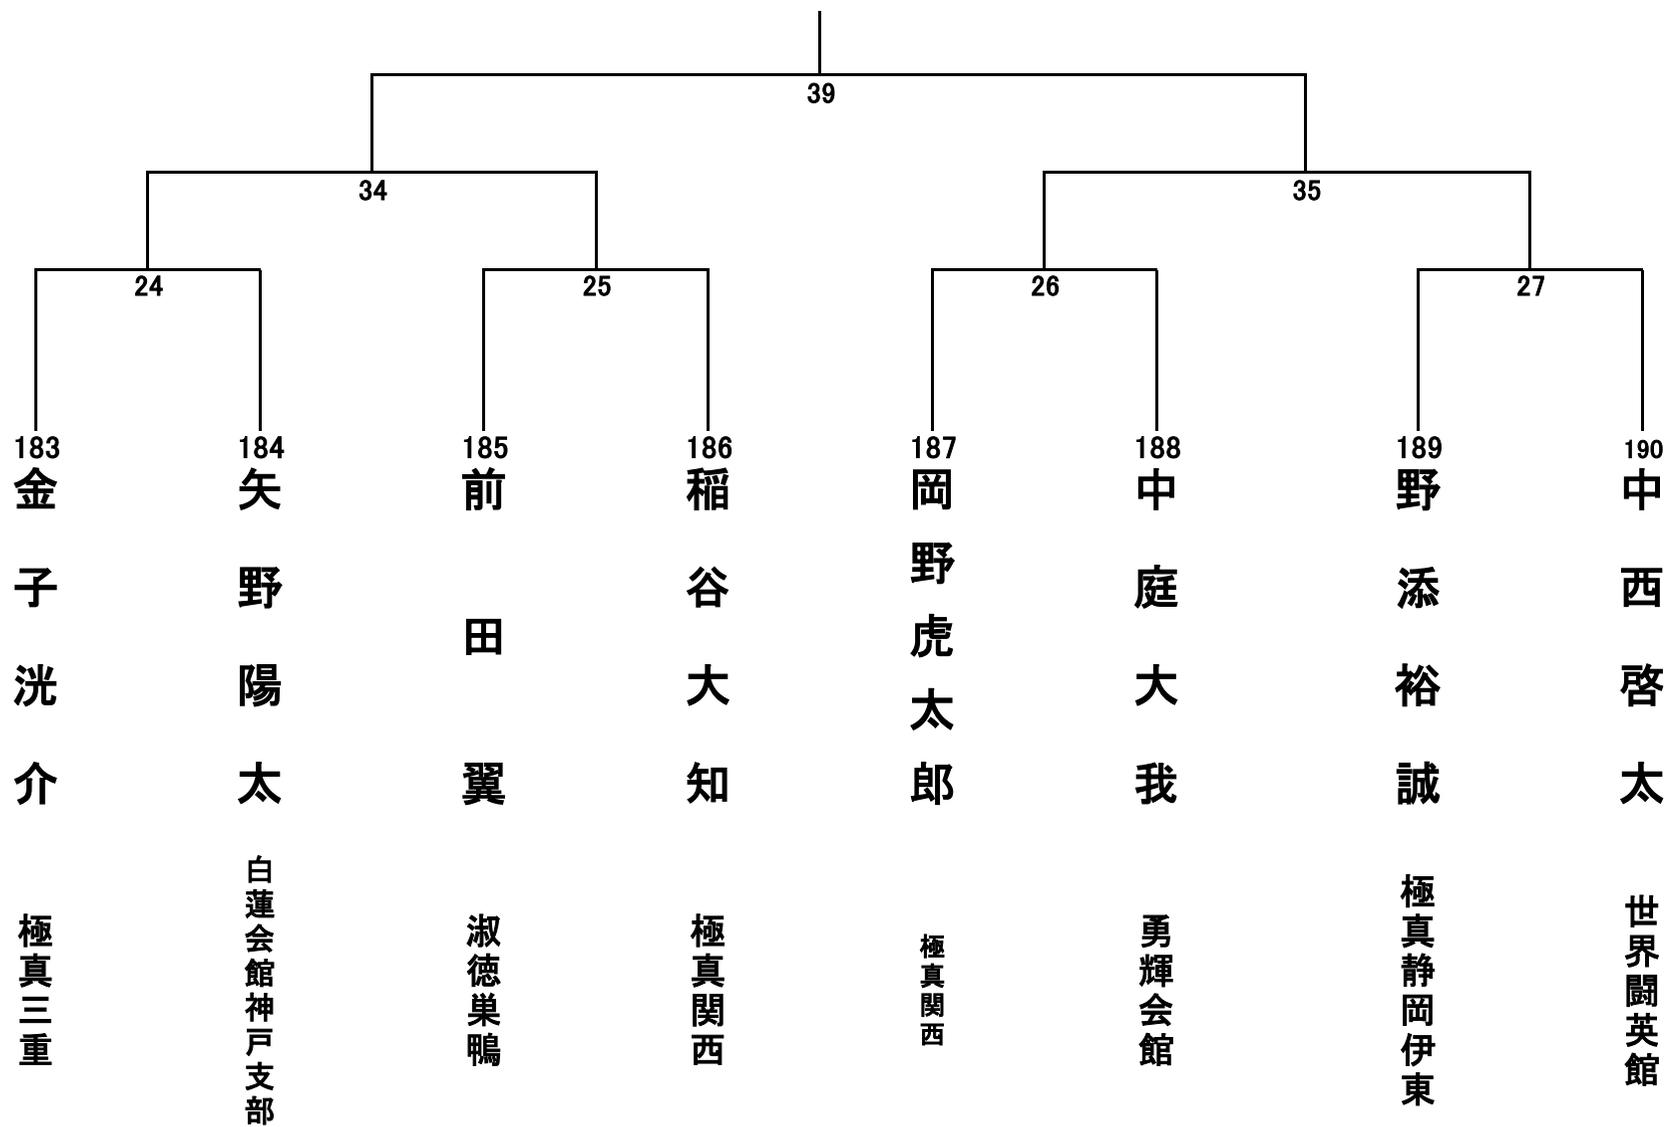 39
34
35
24
25
26
27
183
金子洸介
極真三重
184
矢野陽太
白蓮会館神戸支部
185
前田翼
淑徳巣鴨
186
稲谷大知
極真関西
187
岡野虎太郎
極真関西
188
中庭大我
勇輝会館
189
野添裕誠
極真静岡伊東
190
中西啓太
世界闘英館